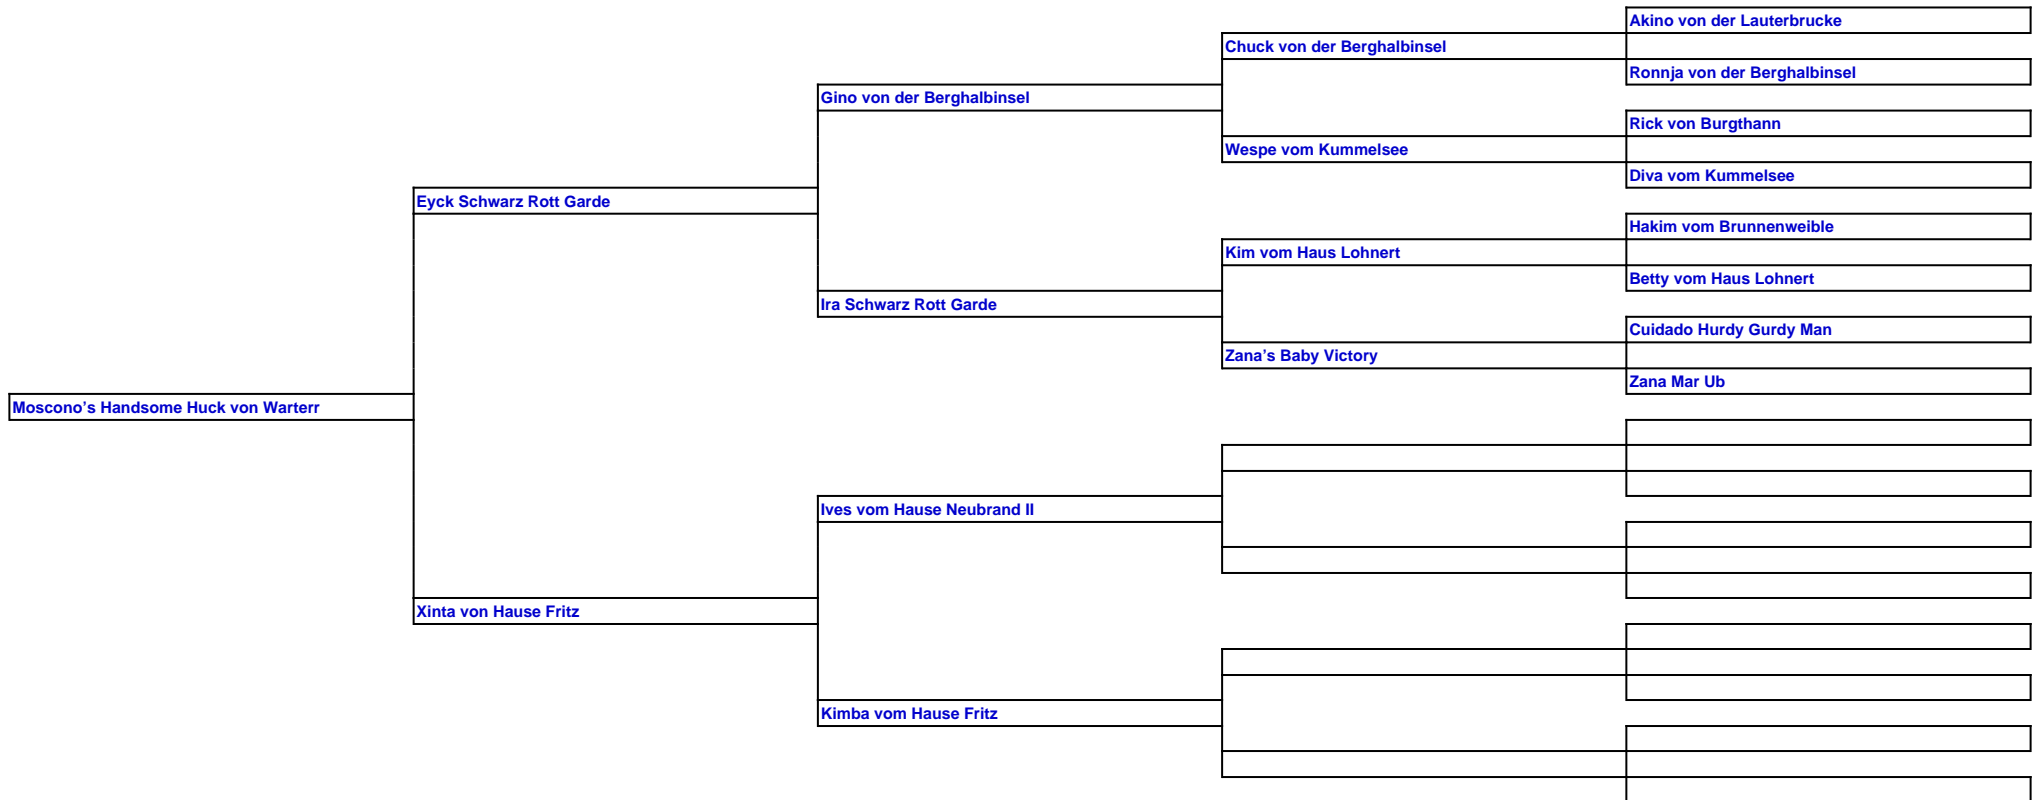 Akino von der Lauterbrucke
Chuck von der Berghalbinsel
Ronnja von der Berghalbinsel
Gino von der Berghalbinsel
Rick von Burgthann
Wespe vom Kummelsee
Diva vom Kummelsee
Eyck Schwarz Rott Garde
Hakim vom Brunnenweible
Kim vom Haus Lohnert
Betty vom Haus Lohnert
Ira Schwarz Rott Garde
Cuidado Hurdy Gurdy Man
Zana’s Baby Victory
Zana Mar Ub
Moscono’s Handsome Huck von Warterr
Ives vom Hause Neubrand II
Xinta von Hause Fritz
Kimba vom Hause Fritz